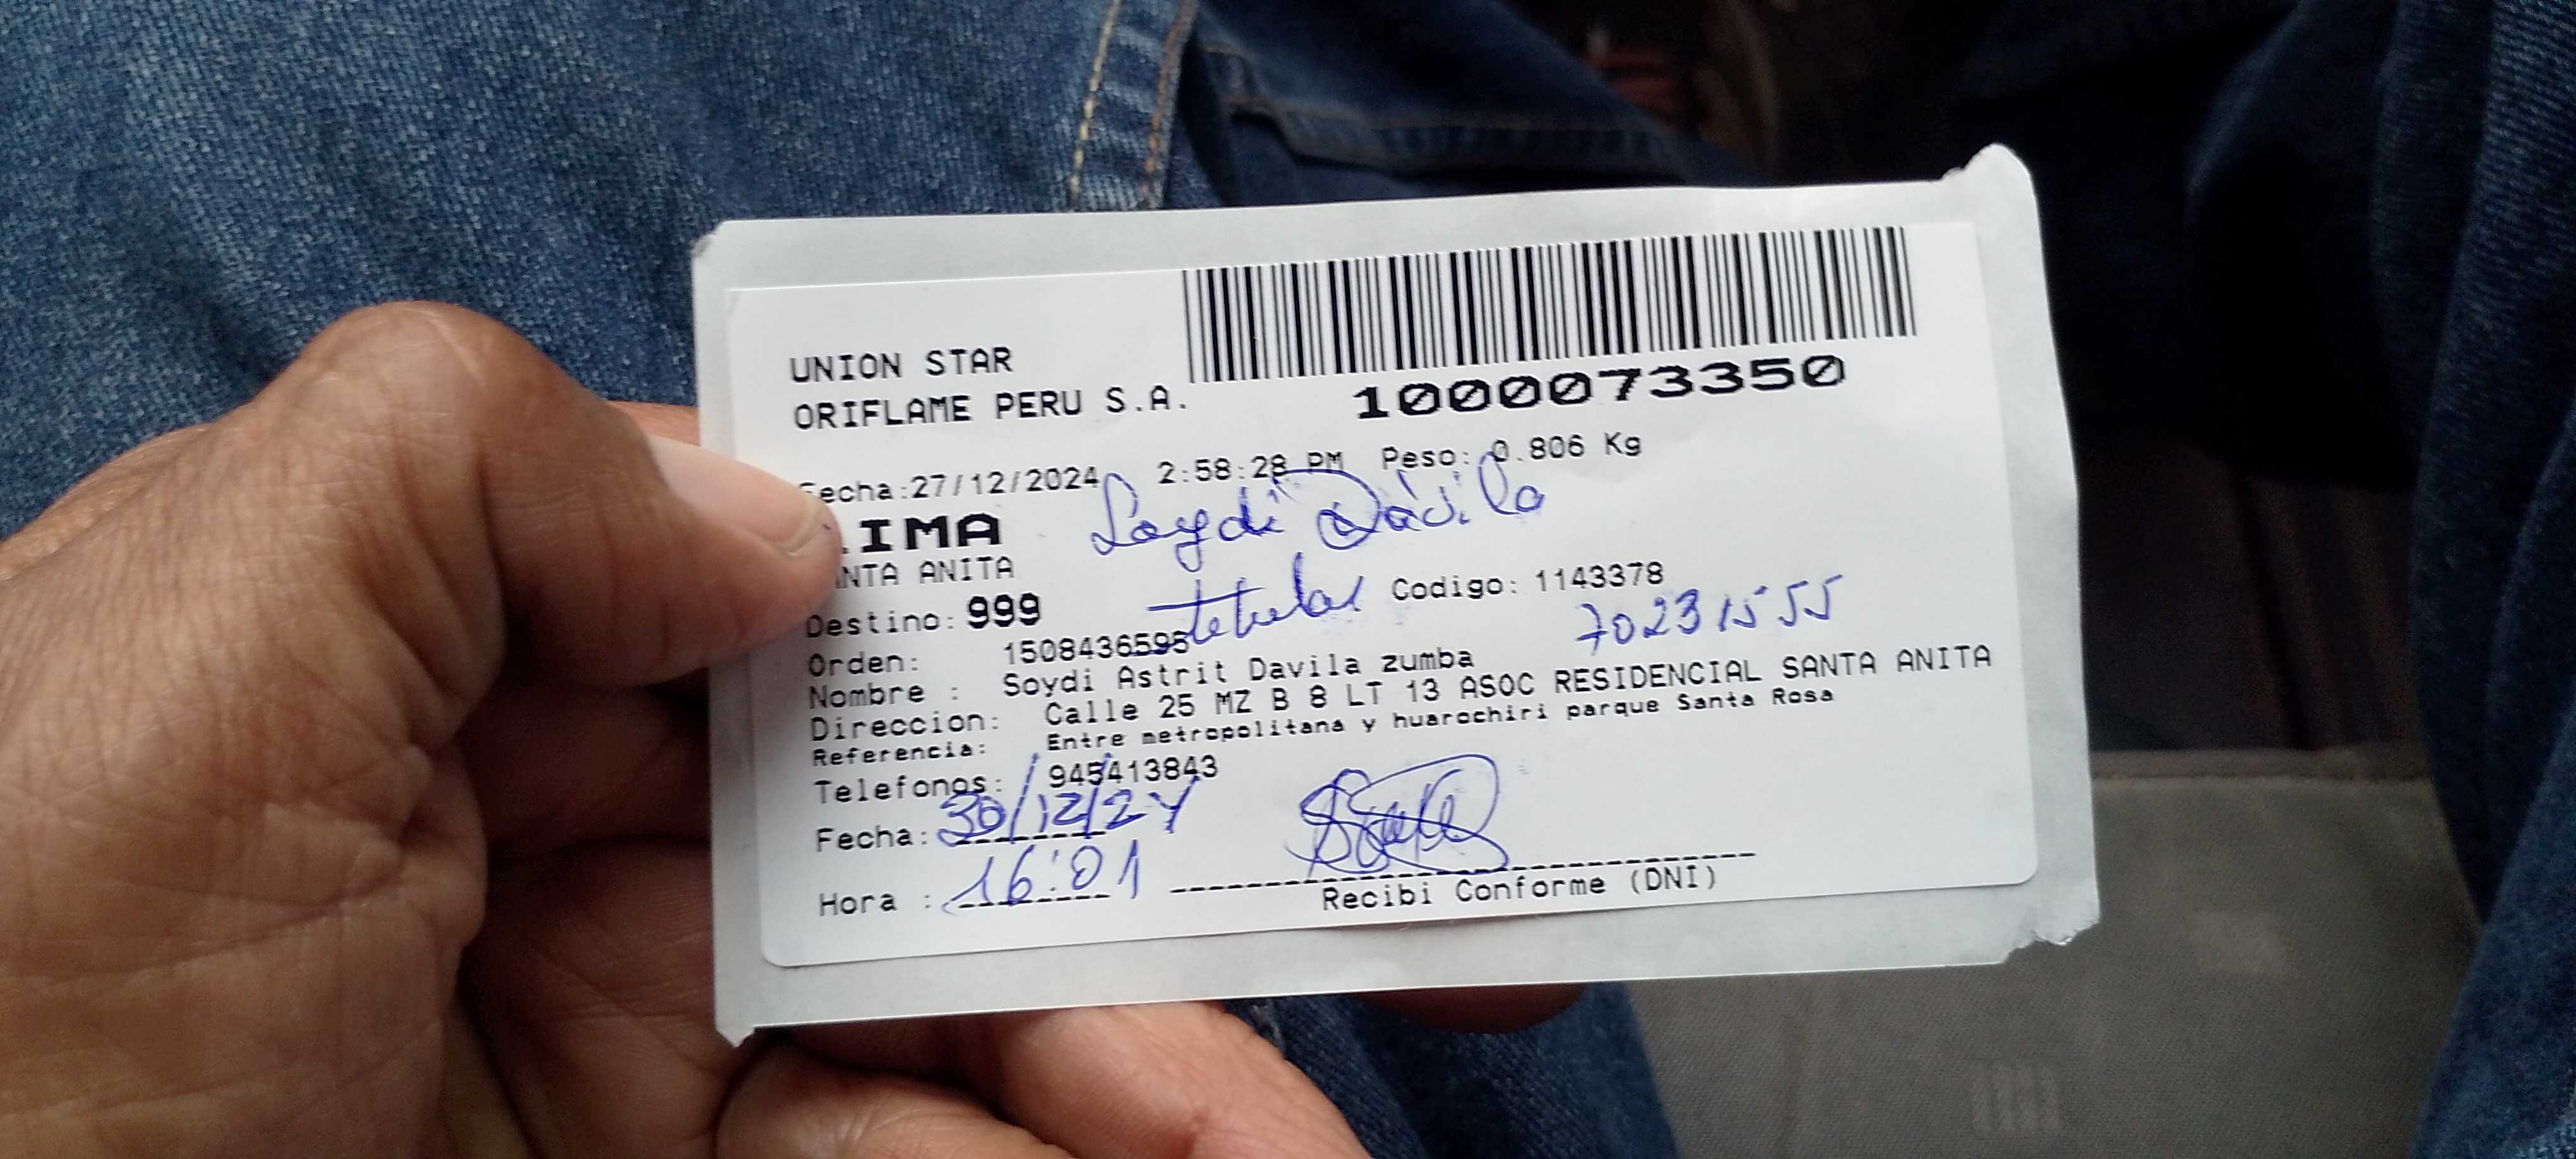 UNION STAR
ORIFLAME PERU S.A.
1000073350
Fecha:27/12/2024 2:58:28 PM Peso: 0.806 Kg
LIMA
Soydi Dávila
ANTA ANITA
titular
Codigo: 1143378
Destino: 999
70231555
Orden: 1508436595
Nombre : Soydi Astrit Davila zumba
Direccion: Calle 25 MZ B 8 LT 13 ASOC RESIDENCIAL SANTA ANITA
Referencia: Entre metropolitana y huarochiri parque Santa Rosa
Telefonos: 945413843
Fecha: 30/12/24
Hora : 16:01
Recibi Conforme (DNI)